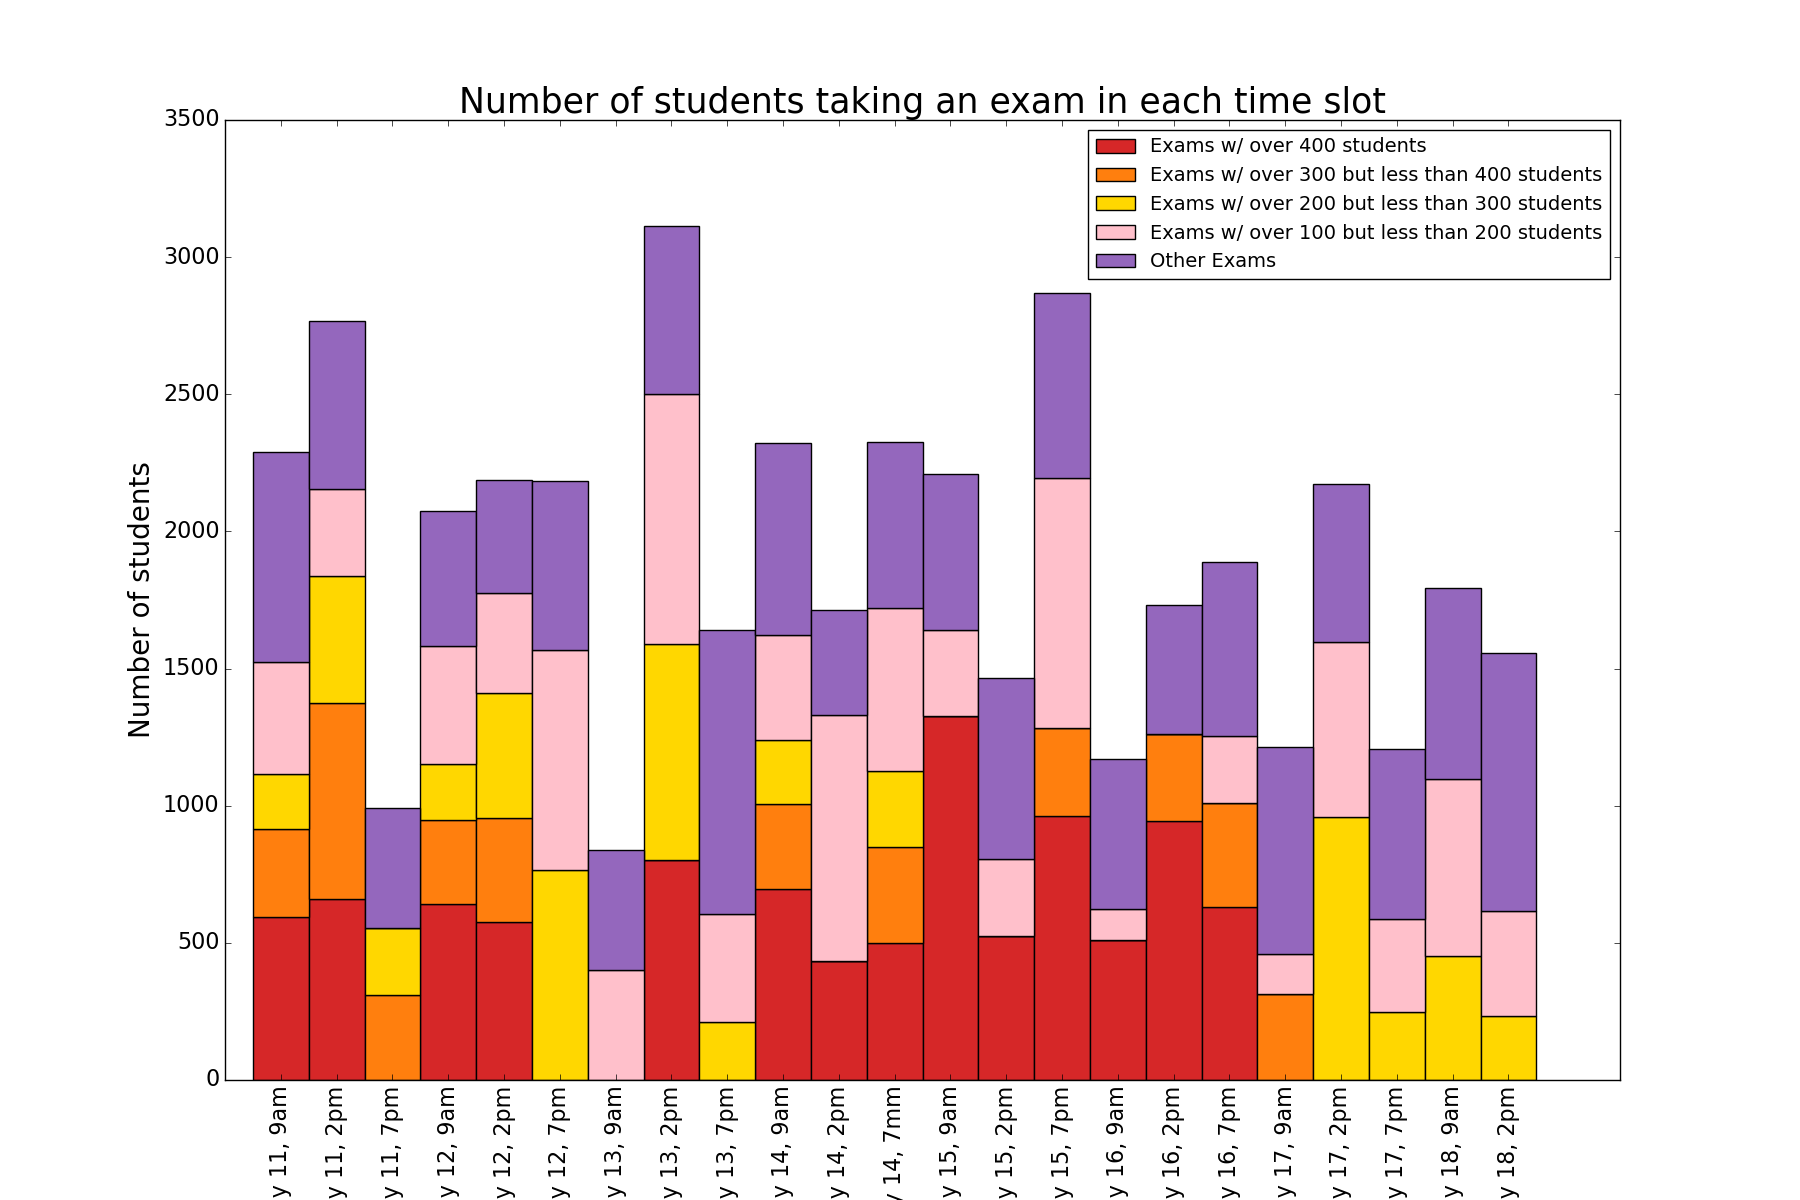 Number of students taking an exam in each time slot
3500
3000
2500
2000
1500
1000
500
0
Number of students
Exams w/ over 400 students
Exams w/ over 300 but less than 400 students
Exams w/ over 200 but less than 300 students
Exams w/ over 100 but less than 200 students
Other Exams
y 11, 9am
y 11, 2pm
y 11, 7pm
y 12, 9am
y 12, 2pm
y 12, 7pm
y 13, 9am
y 13, 2pm
y 13, 7pm
y 14, 9am
y 14, 2pm
y 14, 7mm
y 15, 9am
y 15, 2pm
y 15, 7pm
y 16, 9am
y 16, 2pm
y 16, 7pm
y 17, 9am
y 17, 2pm
y 17, 7pm
y 18, 9am
y 18, 2pm